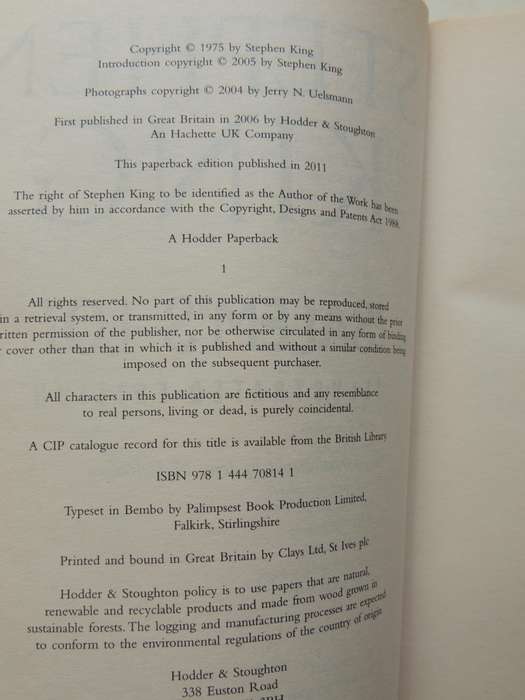 Copyright © 1975 by Stephen King
Introduction copyright © 2005 by Stephen King
Photographs copyright © 2004 by Jerry N. Uelsmann
First published in Great Britain in 2006 by Hodder & Stoughton
An Hachette UK Company
This paperback edition published in 2011
The right of Stephen King to be identified as the Author of the Work has been
asserted by him in accordance with the Copyright, Designs and Patents Act 1988.
A Hodder Paperback
1
All rights reserved. No part of this publication may be reproduced, stored
in a retrieval system, or transmitted, in any form or by any means without the prior
ritten permission of the publisher, nor be otherwise circulated in any form of binding
cover other than that in which it is published and without a similar condition being
imposed on the subsequent purchaser.
All characters in this publication are fictitious and any resemblance
to real persons, living or dead, is purely coincidental.
A CIP catalogue record for this title is available from the British Library
ISBN 978 1 444 70814 1
Typeset in Bembo by Palimpsest Book Production Limited,
Falkirk, Stirlingshire
Printed and bound in Great Britain by Clays Ltd, St Ives plc
Hodder & Stoughton policy is to use papers that are natural,
renewable and recyclable products and made from wood grown in
sustainable forests. The logging and manufacturing processes are expected
to conform to the environmental regulations of the country of origin
Hodder & Stoughton
338 Euston Road